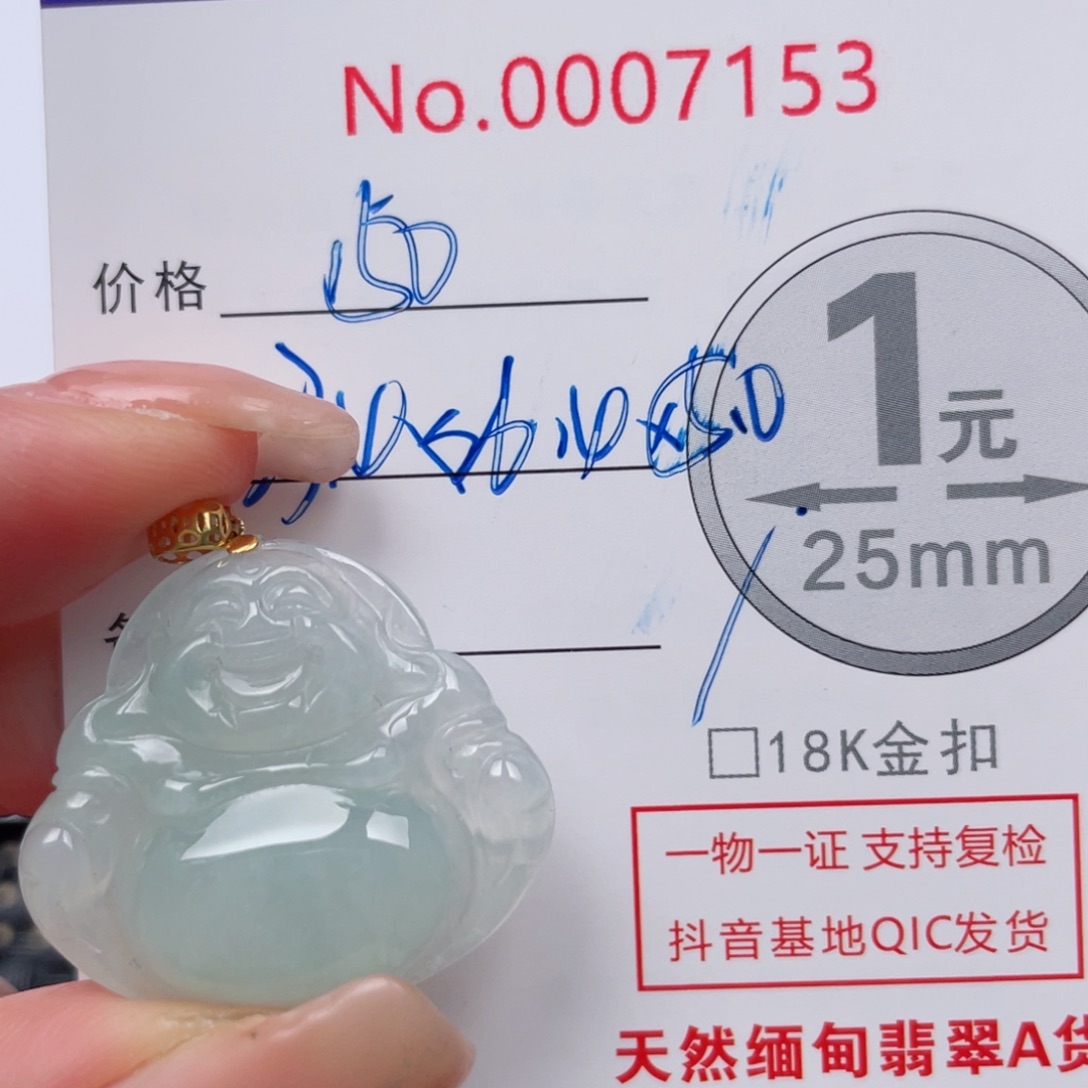 No.0007153
价格 150
1元
25mm
18K金扣
一物一证 支持复检
抖音基地QIC发货
天然缅甸翡翠A货